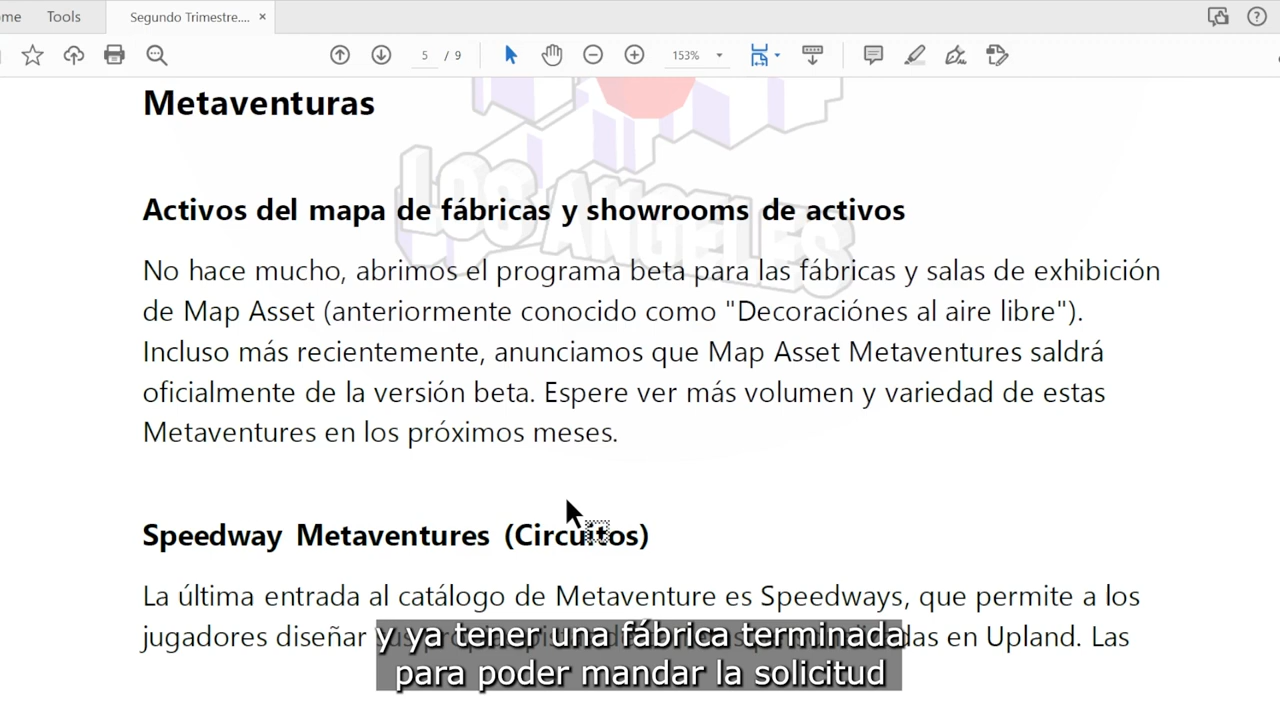 ome Tools Segundo Trimestre.... ×
5 / 9 153%
LOS ANGELES
Metaventuras
Activos del mapa de fábricas y showrooms de activos
No hace mucho, abrimos el programa beta para las fábricas y salas de exhibición
de Map Asset (anteriormente conocido como "Decoraciónes al aire libre").
Incluso más recientemente, anunciamos que Map Asset Metaventures saldrá
oficialmente de la versión beta. Espere ver más volumen y variedad de estas
Metaventures en los próximos meses.
Speedway Metaventures (Circuitos)
La última entrada al catálogo de Metaventure es Speedways, que permite a los
jugadores diseñar das en Upland. Las
y ya tener una fábrica terminada
para poder mandar la solicitud